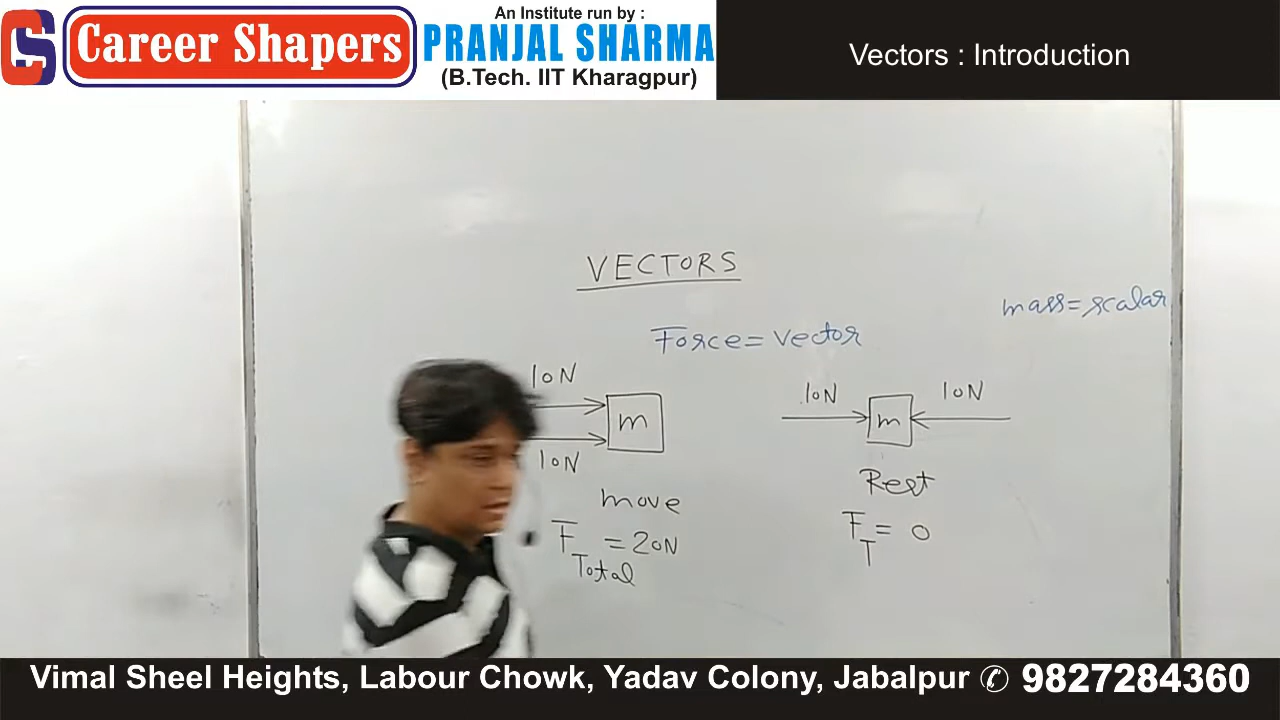 Career Shapers
An Institute run by :
PRANJAL SHARMA
(B.Tech. IIT Kharagpur)
Vectors : Introduction
VECTORS
mass = scalar
Force = Vector
10N
m
10N
move
F Total = 20N
10N
m
10N
Rest
F T = 0
Vimal Sheel Heights, Labour Chowk, Yadav Colony, Jabalpur ✆ 9827284360